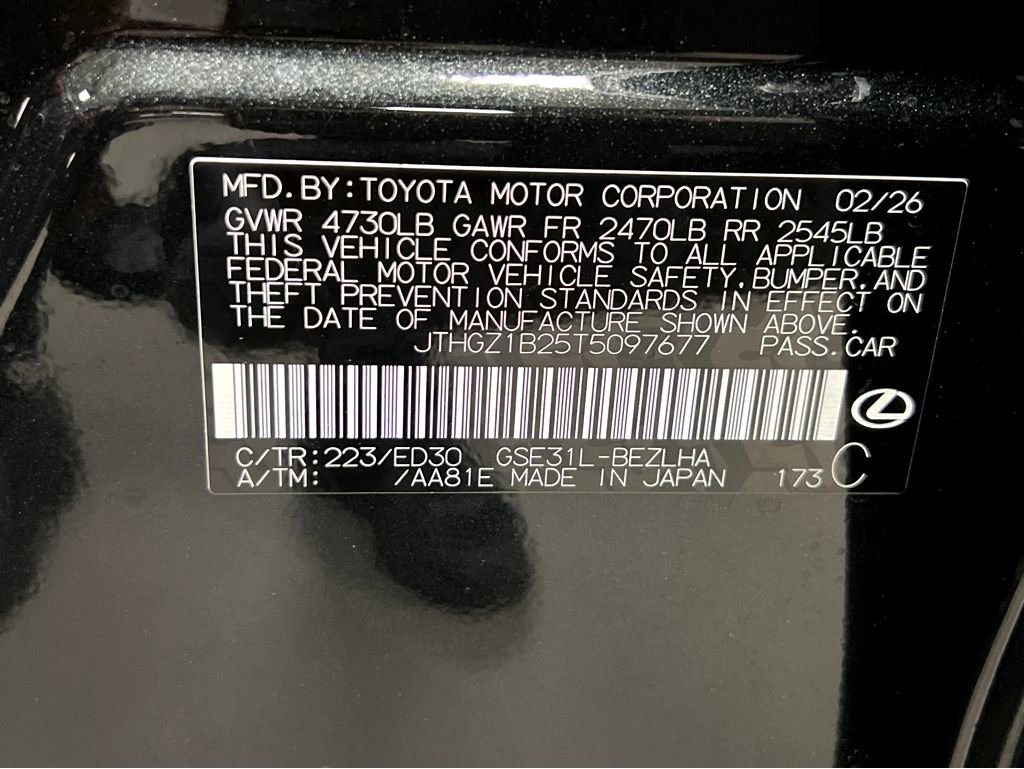 MFD.BY:TOYOTA MOTOR CORPORATION 02/26
GVWR 4730LB GAWR FR 2470LB RR 2545LB
THIS VEHICLE CONFORMS TO ALL APPLICABLE
FEDERAL MOTOR VEHICLE SAFETY,BUMPER,AND
THEFT PREVENTION STANDARDS IN EFFECT ON
THE DATE OF MANUFACTURE SHOWN ABOVE.
JTHGZ1B25T5097677 PASS.CAR
C/TR:223/ED30 GSE31L-BEZLHA
A/TM: /AA81E MADE IN JAPAN 173 C